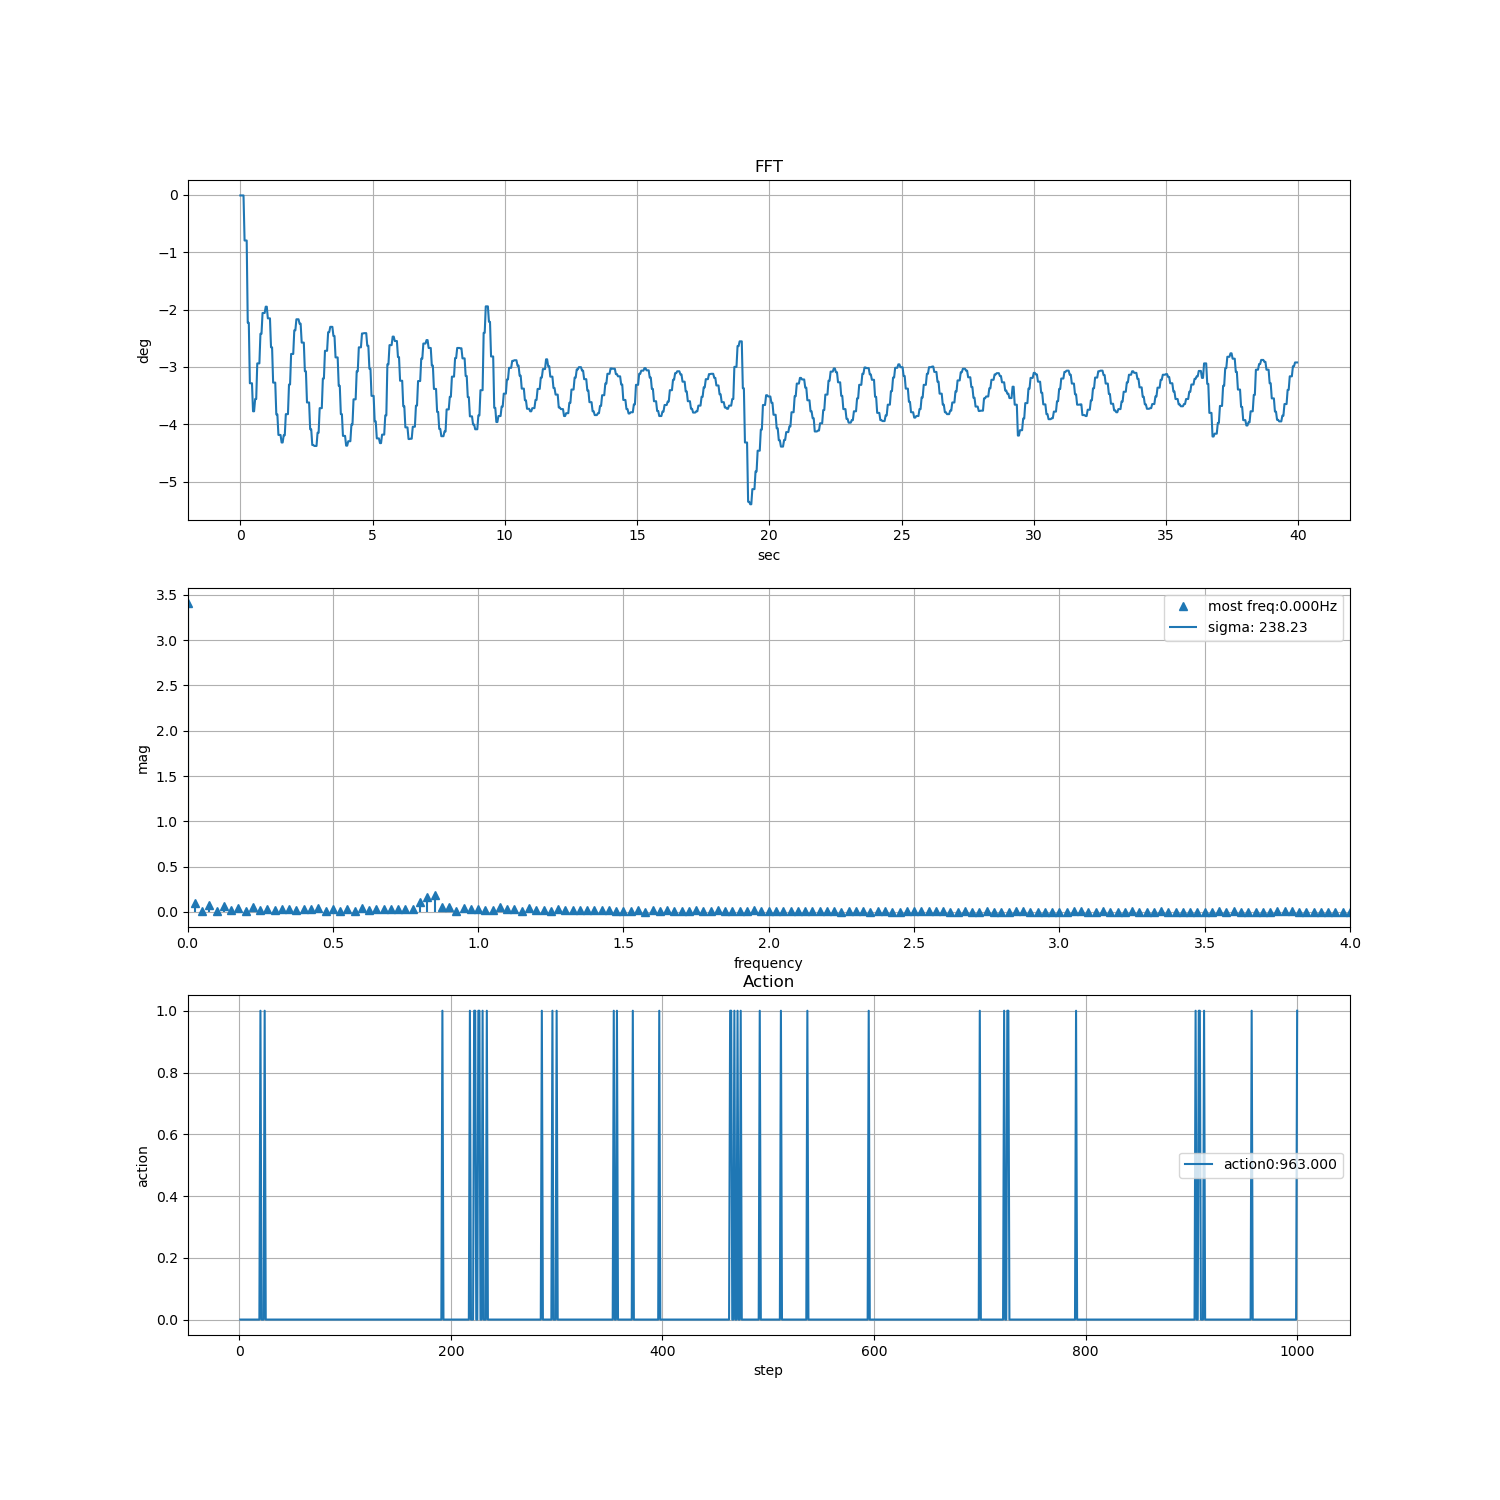 FFT
0
−1
−2
−3
−4
−5
deg
0 5 10 15 20 25 30 35 40
sec
3.5
3.0
2.5
2.0
1.5
1.0
0.5
0.0
mag
most freq:0.000Hz
sigma: 238.23
0.0 0.5 1.0 1.5 2.0 2.5 3.0 3.5 4.0
frequency
Action
1.0
0.8
0.6
0.4
0.2
0.0
action
action0:963.000
0 200 400 600 800 1000
step